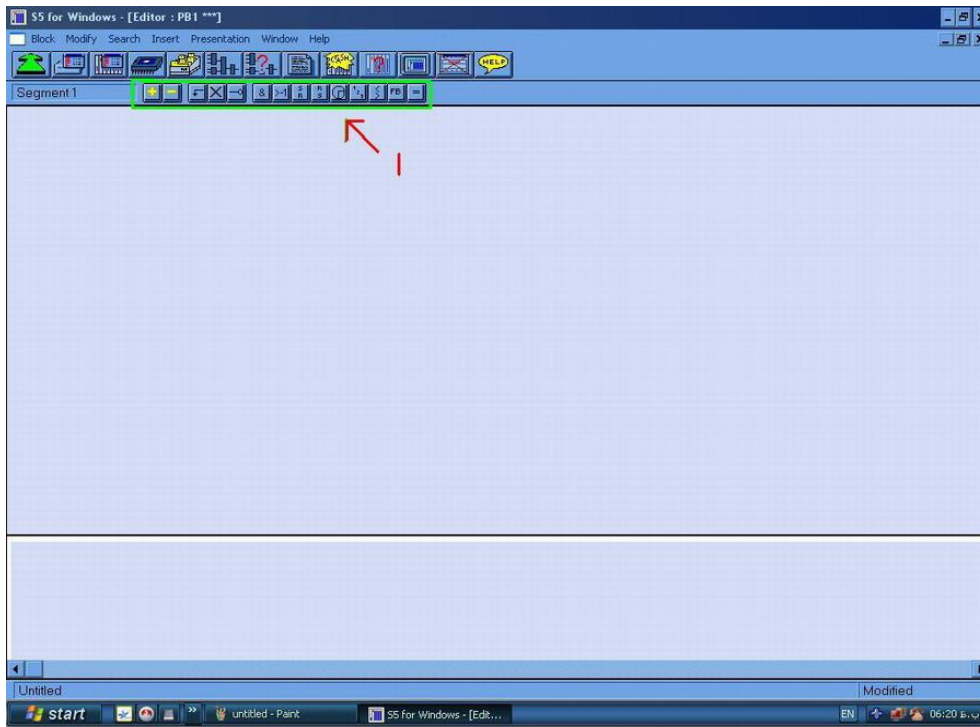 S5 for Windows - [Editor : PB1 ***]
Block Modify Search Insert Presentation Window Help
HELP
Segment 1
+ - & >=1 S R R S FB =
1
Untitled
Modified
start
untitled - Paint
S5 for Windows - [Edit...
EN
06:20